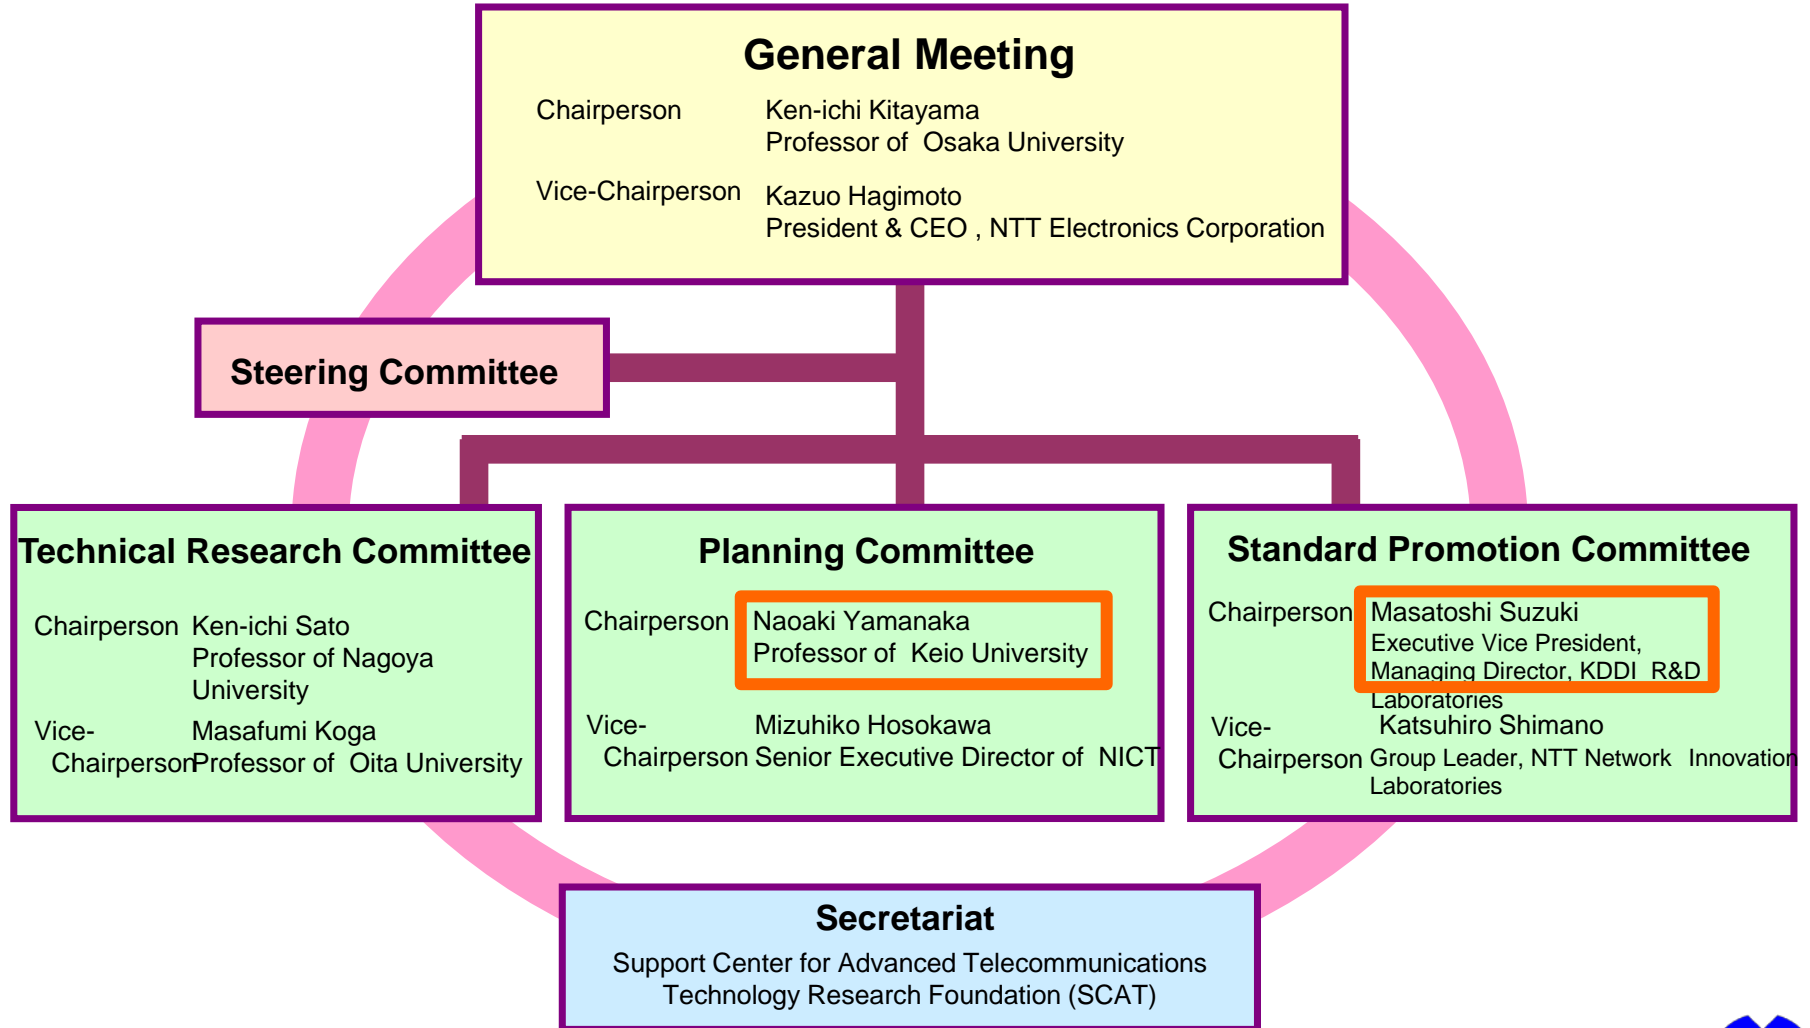 General Meeting
Chairperson Ken-ichi Kitayama
Professor of Osaka University
Vice-Chairperson Kazuo Hagimoto
President & CEO , NTT Electronics Corporation
Steering Committee
Technical Research Committee
Chairperson Ken-ichi Sato
Professor of Nagoya
University
Vice- Masafumi Koga
Chairperson Professor of Oita University
Planning Committee
Chairperson Naoaki Yamanaka
Professor of Keio University
Vice- Mizuhiko Hosokawa
Chairperson Senior Executive Director of NICT
Standard Promotion Committee
Chairperson Masatoshi Suzuki
Executive Vice President,
Managing Director, KDDI R&D
Laboratories
Vice- Katsuhiro Shimano
Chairperson Group Leader, NTT Network Innovation
Laboratories
Secretariat
Support Center for Advanced Telecommunications
Technology Research Foundation (SCAT)